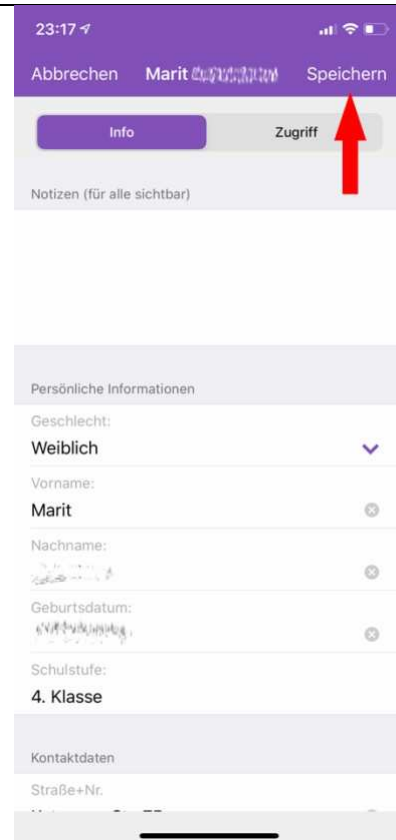 23:17
Abbrechen Marit Speichern
Info Zugriff
Notizen (für alle sichtbar)
Persönliche Informationen
Geschlecht:
Weiblich
Vorname:
Marit
Nachname:
Geburtsdatum:
Schulstufe:
4. Klasse
Kontaktdaten
Straße+Nr.